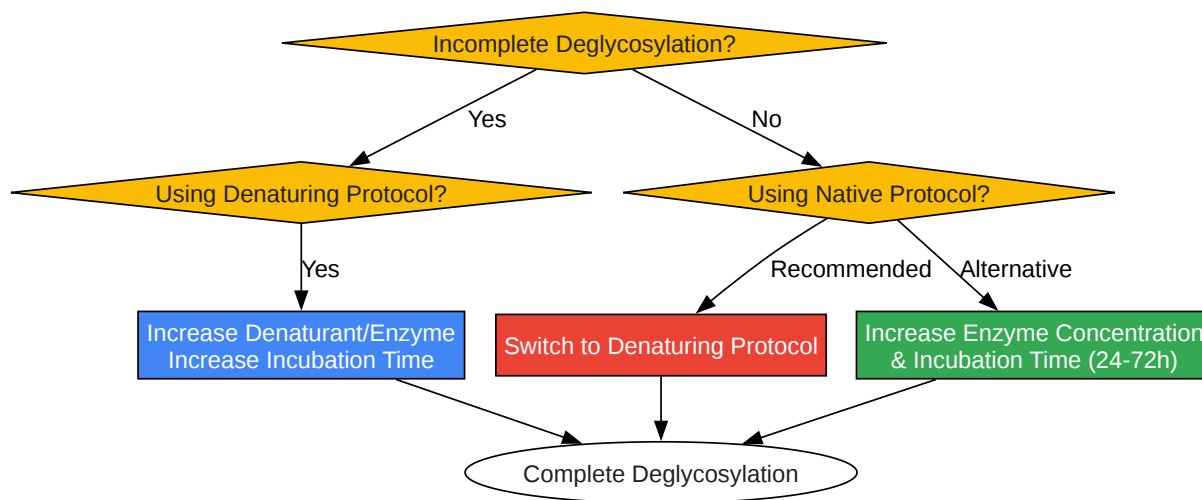 Incomplete Deglycosylation?
Yes
No
Using Denaturing Protocol?
Using Native Protocol?
Yes
Recommended
Alternative
Increase Denaturant/Enzyme
Increase Incubation Time
Switch to Denaturing Protocol
Increase Enzyme Concentration
& Incubation Time (24-72h)
Complete Deglycosylation